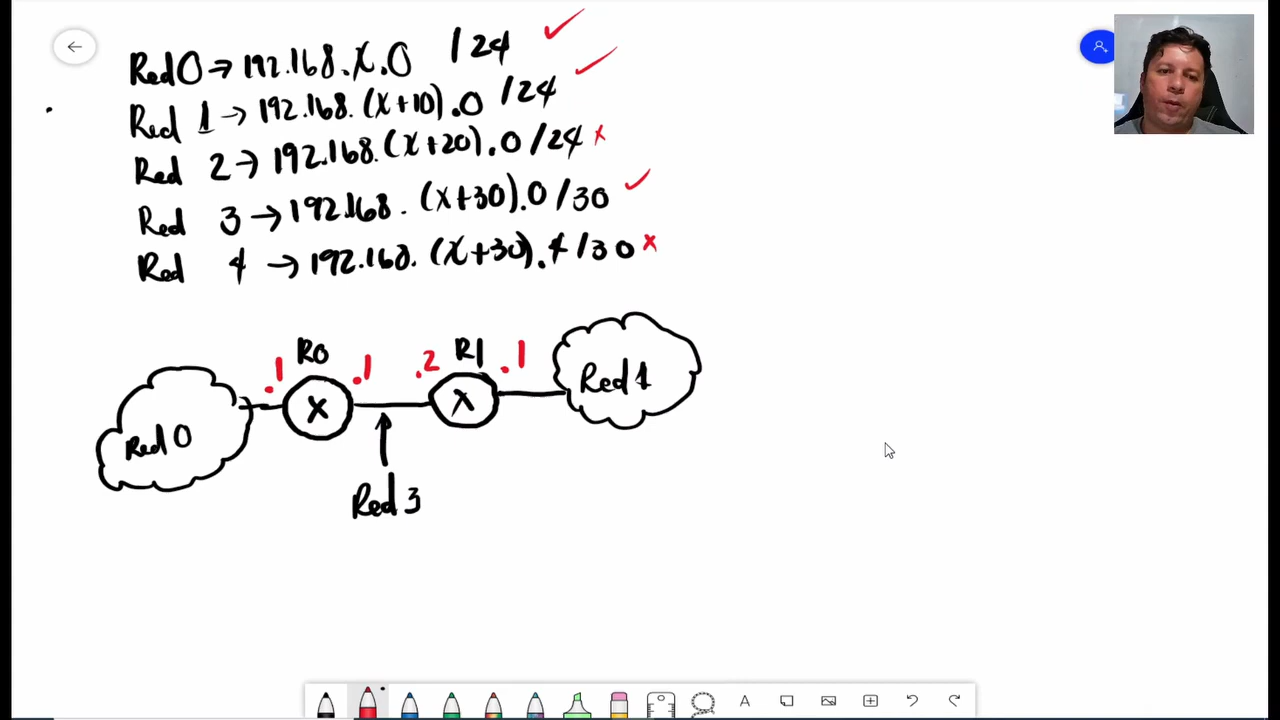 Red 0 → 192.168.X.0 /24 ✓
Red 1 → 192.168.(X+10).0 /24 ✓
Red 2 → 192.168.(X+20).0/24 x
Red 3 → 192.168.(X+30).0/30 ✓
Red 4 → 192.168.(X+30).4/30 x
R0 R1
.1 .1 .2 .1
Red 0 X X Red 1
Red 3
A